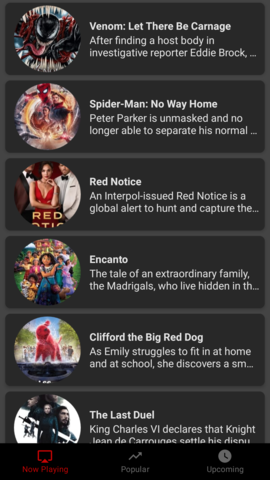 Venom: Let There Be Carnage
After finding a host body in
investigative reporter Eddie Brock, ...
Spider-Man: No Way Home
Peter Parker is unmasked and no
longer able to separate his normal ...
Red Notice
An Interpol-issued Red Notice is a
global alert to hunt and capture the...
RED
Encanto
The tale of an extraordinary family,
the Madrigals, who live hidden in th...
Clifford the Big Red Dog
As Emily struggles to fit in at home
and at school, she discovers a sm...
The Last Duel
King Charles VI declares that Knight
Jean de Carrouges settle his dispu
Now Playing
Popular
Upcoming